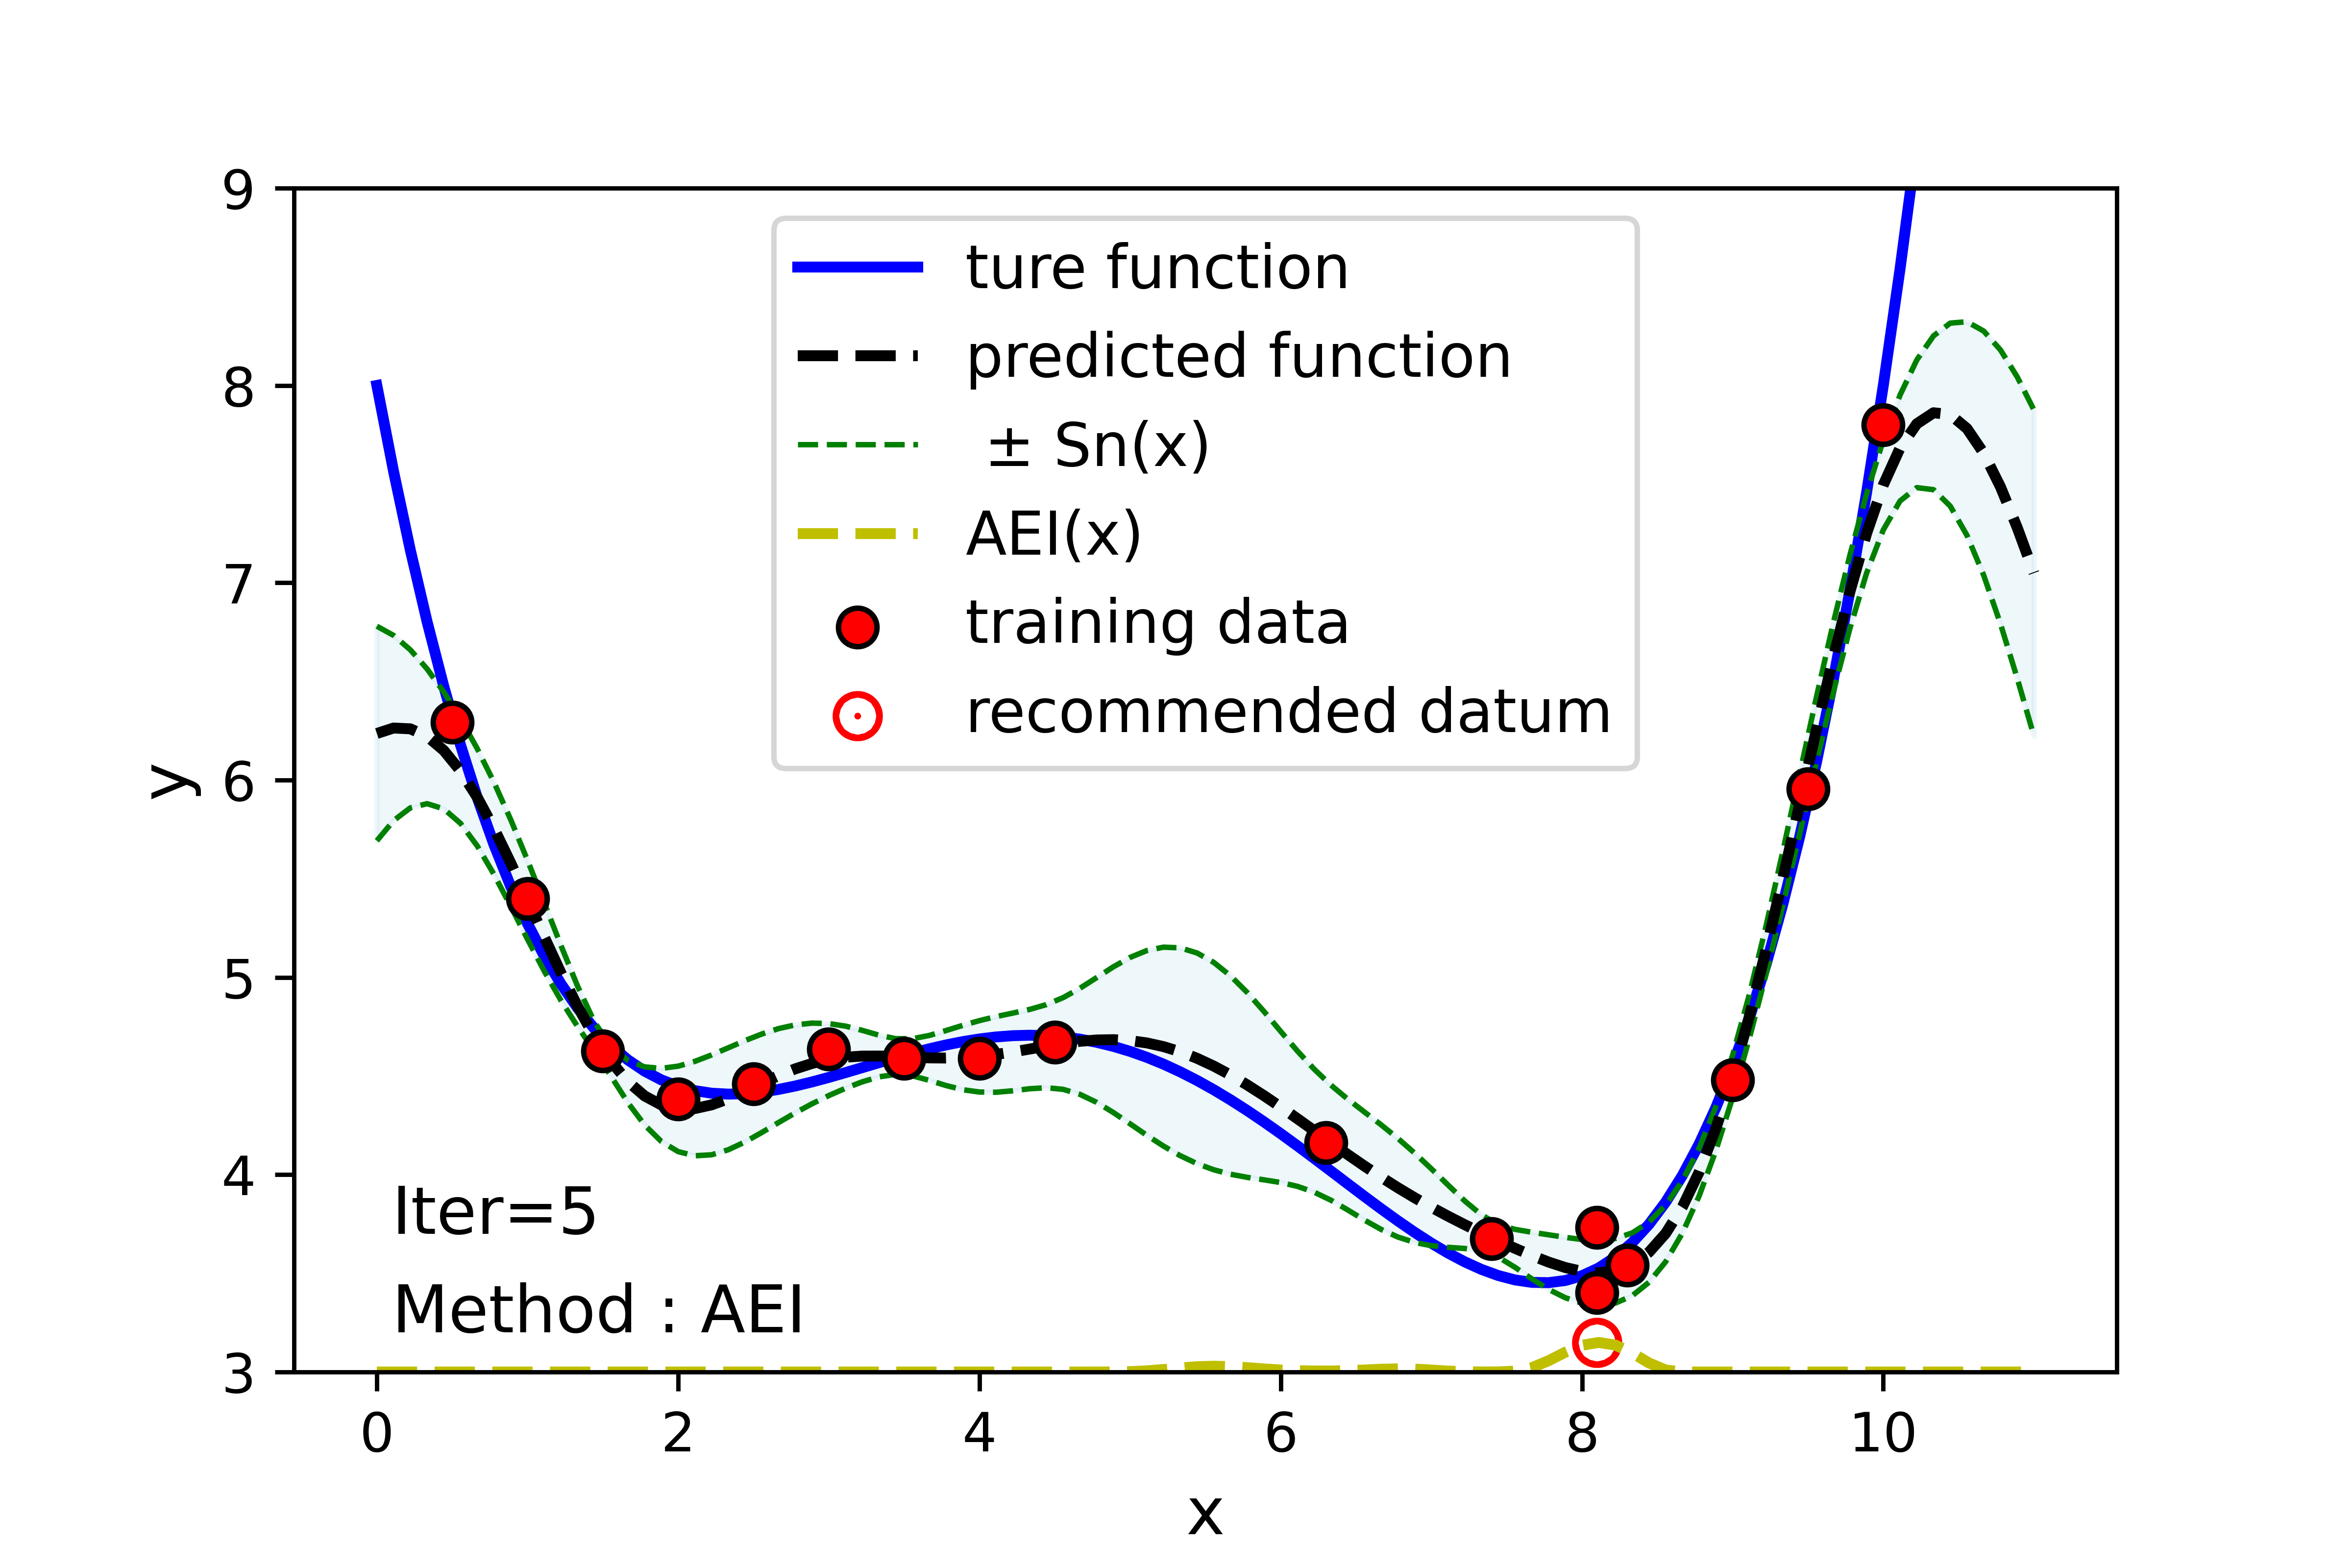 9
8
7
6
5
4
3
y
ture function
predicted function
± Sn(x)
AEI(x)
training data
recommended datum
Iter=5
Method : AEI
0 2 4 6 8 10
x